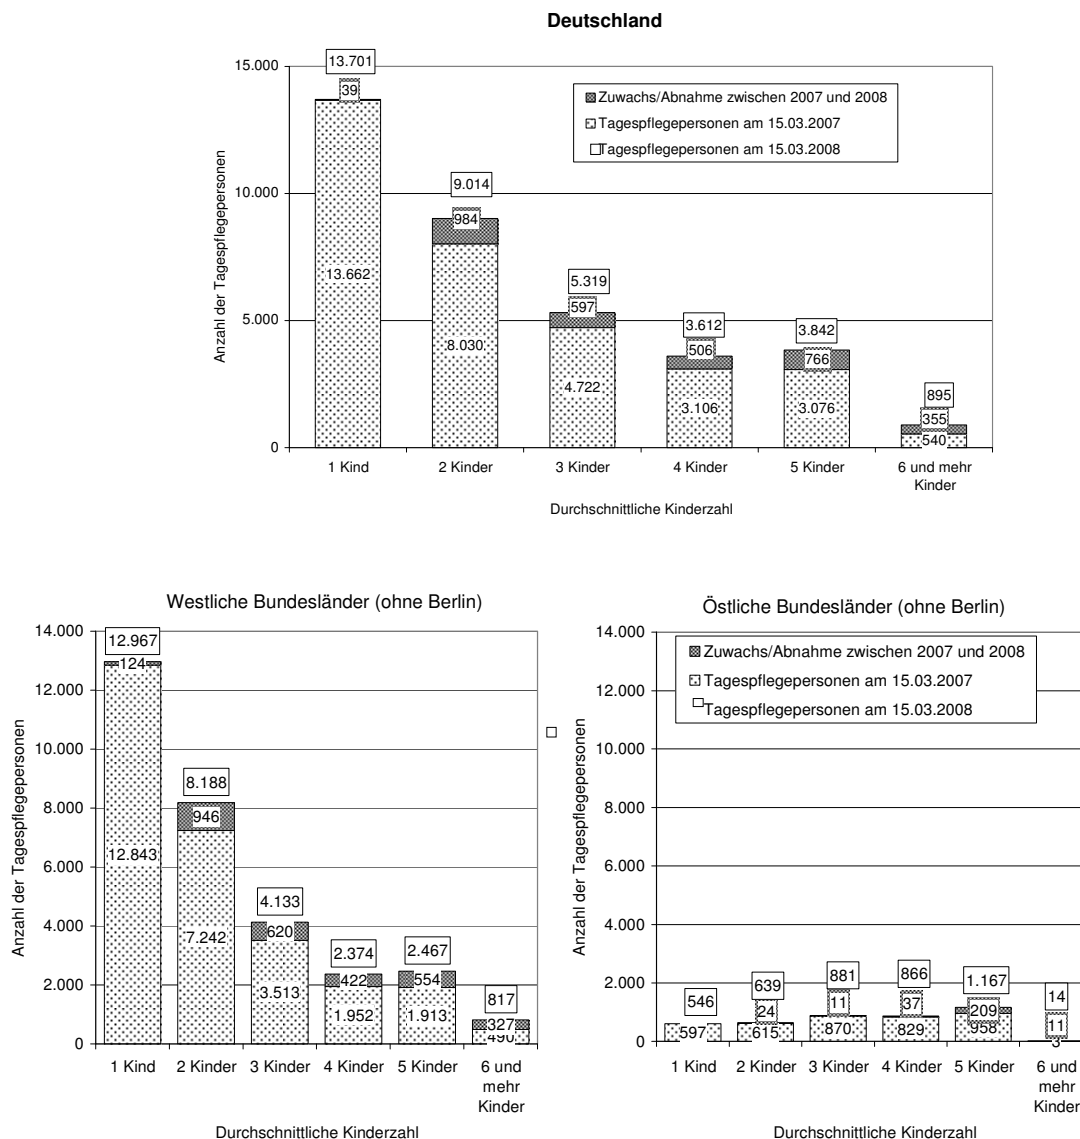 Deutschland
13.701
15.000
39
Zuwachs/Abnahme zwischen 2007 und 2008
Tagespflegepersonen am 15.03.2007
Tagespflegepersonen am 15.03.2008
Anzahl der Tagespflegepersonen
9.014
10.000
984
13.662
5.319
597
5.000
3.612
3.842
506
766
8.030
4.722
3.106
3.076
895
355
540
0
1 Kind
2 Kinder
3 Kinder
4 Kinder
5 Kinder
6 und mehr
Kinder
Durchschnittliche Kinderzahl
Westliche Bundesländer (ohne Berlin)
14.000
12.967
124
12.000
10.000
8.188
8.000
946
12.843
6.000
4.133
4.000
620
7.242
3.513
2.374
2.467
2.000
422
554
1.952
1.913
817
327
490
0
Anzahl der Tagespflegepersonen
1 Kind
2 Kinder
3 Kinder
4 Kinder
5 Kinder
6 und
mehr
Kinder
Durchschnittliche Kinderzahl
Östliche Bundesländer (ohne Berlin)
14.000
Zuwachs/Abnahme zwischen 2007 und 2008
Tagespflegepersonen am 15.03.2007
Tagespflegepersonen am 15.03.2008
12.000
10.000
8.000
6.000
4.000
2.000
0
Anzahl der Tagespflegepersonen
546
597
639
24
615
881
11
870
866
37
829
1.167
209
958
14
11
3
1 Kind
2 Kinder
3 Kinder
4 Kinder
5 Kinder
6 und
mehr
Kinder
Durchschnittliche Kinderzahl